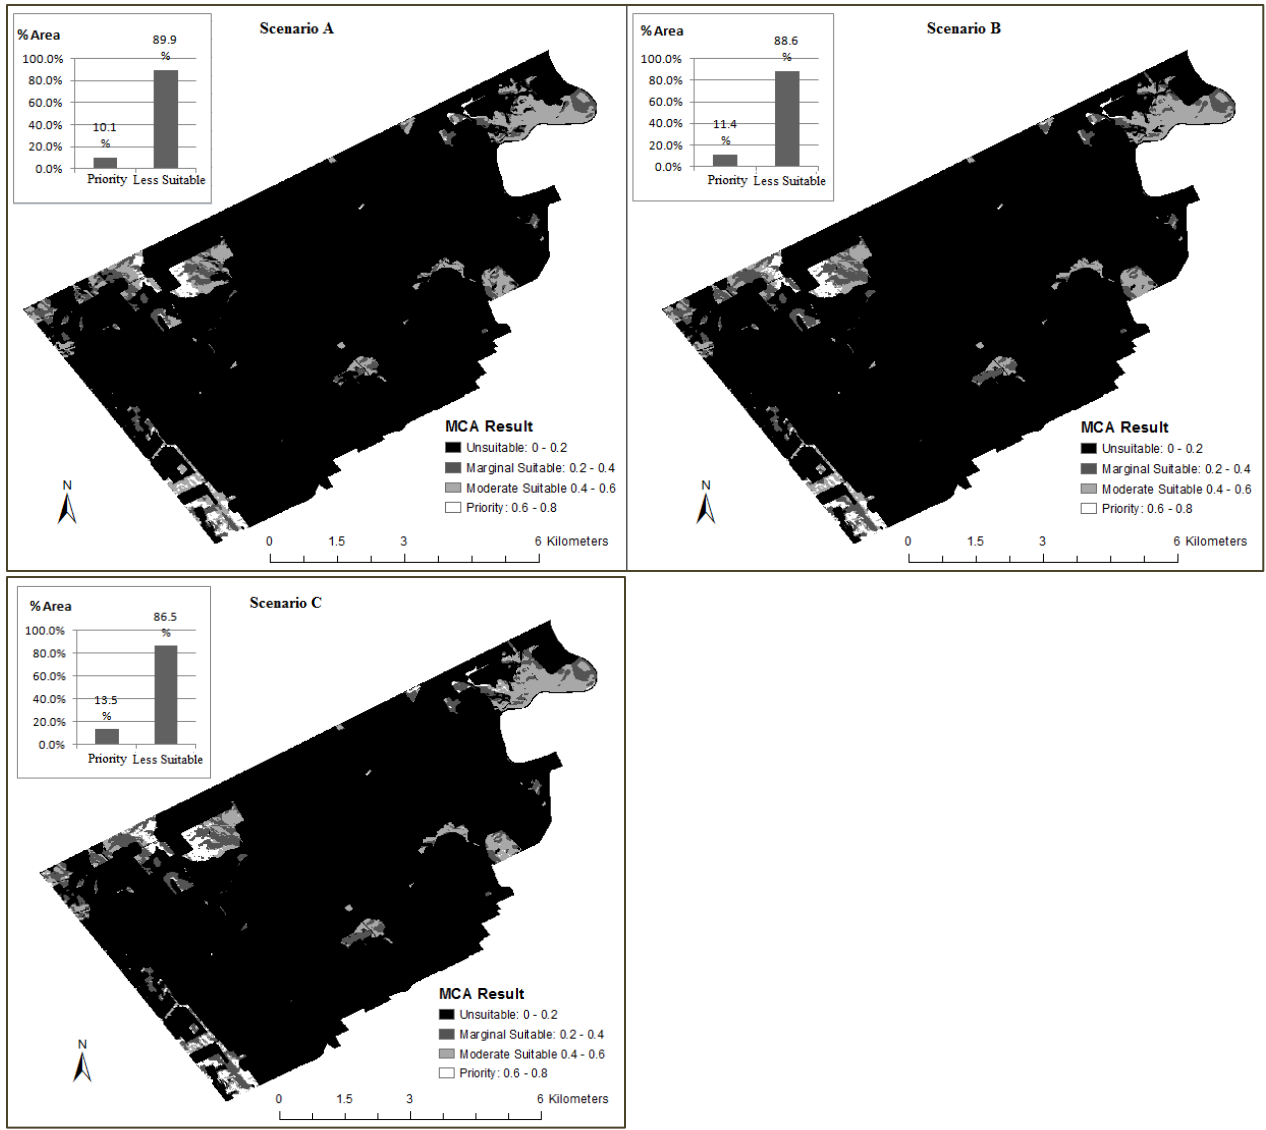 Scenario A
% Area
89.9
%
100.0%
80.0%
60.0%
40.0%
20.0%
0.0%
10.1
%
Priority
Less Suitable
MCA Result
Unsuitable: 0 - 0.2
Marginal Suitable: 0.2 - 0.4
Moderate Suitable 0.4 - 0.6
Priority: 0.6 - 0.8
N
0 1.5 3 6 Kilometers
Scenario B
% Area
88.6
%
100.0%
80.0%
60.0%
40.0%
20.0%
0.0%
11.4
%
Priority
Less Suitable
MCA Result
Unsuitable: 0 - 0.2
Marginal Suitable: 0.2 - 0.4
Moderate Suitable 0.4 - 0.6
Priority: 0.6 - 0.8
N
0 1.5 3 6 Kilometers
Scenario C
% Area
86.5
%
100.0%
80.0%
60.0%
40.0%
20.0%
0.0%
13.5
%
Priority
Less Suitable
MCA Result
Unsuitable: 0 - 0.2
Marginal Suitable: 0.2 - 0.4
Moderate Suitable 0.4 - 0.6
Priority: 0.6 - 0.8
N
0 1.5 3 6 Kilometers